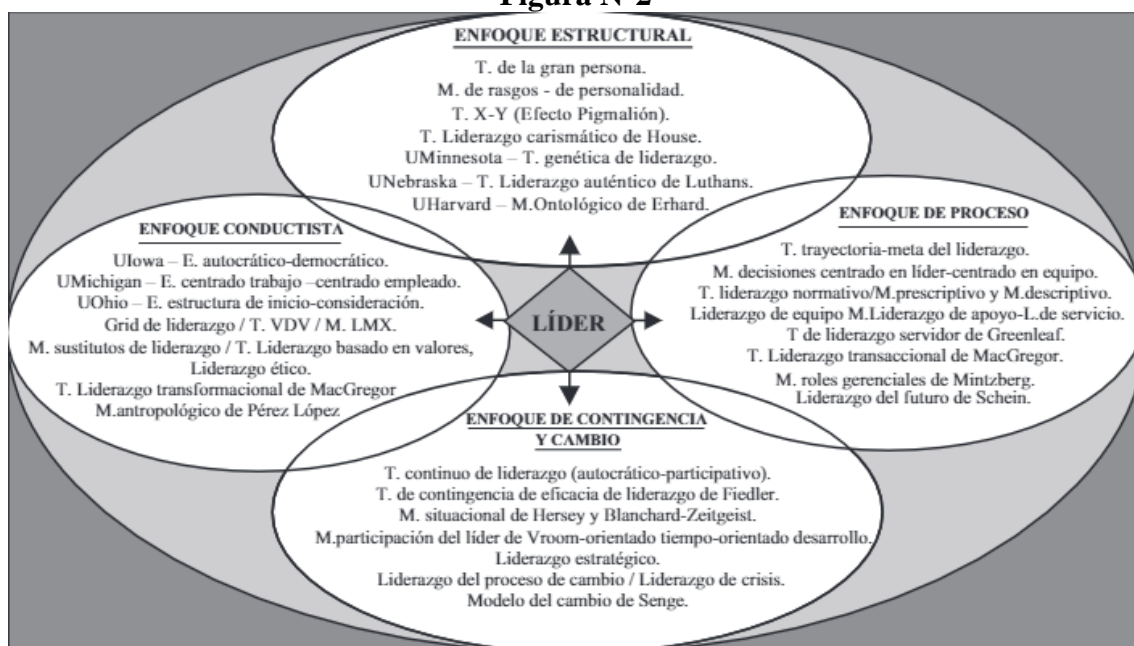 Figura Nº2
ENFOQUE ESTRUCTURAL
T. de la gran persona.
M. de rasgos - de personalidad.
T. X-Y (Efecto Pigmalión).
T. Liderazgo carismático de House.
UMinnesota – T. genética de liderazgo.
UNebraska – T. Liderazgo auténtico de Luthans.
UHarvard – M.Ontológico de Erhard.
ENFOQUE CONDUCTISTA
UIowa – E. autocrático-democrático.
UMichigan – E. centrado trabajo –centrado empleado.
UOhio – E. estructura de inicio-consideración.
Grid de liderazgo / T. VDV / M. LMX.
M. sustitutos de liderazgo / T. Liderazgo basado en valores,
Liderazgo ético.
T. Liderazgo transformacional de MacGregor
M.antropológico de Pérez López
LÍDER
ENFOQUE DE PROCESO
T. trayectoria-meta del liderazgo.
M. decisiones centrado en líder-centrado en equipo.
T. liderazgo normativo/M.prescriptivo y M.descriptivo.
Liderazgo de equipo M.Liderazgo de apoyo-L.de servicio.
T de liderazgo servidor de Greenleaf.
T. Liderazgo transaccional de MacGregor.
M. roles gerenciales de Mintzberg.
Liderazgo del futuro de Schein.
ENFOQUE DE CONTINGENCIA
Y CAMBIO
T. continuo de liderazgo (autocrático-participativo).
T. de contingencia de eficacia de liderazgo de Fiedler.
M. situacional de Hersey y Blanchard-Zeitgeist.
M.participación del líder de Vroom-orientado tiempo-orientado desarrollo.
Liderazgo estratégico.
Liderazgo del proceso de cambio / Liderazgo de crisis.
Modelo del cambio de Senge.